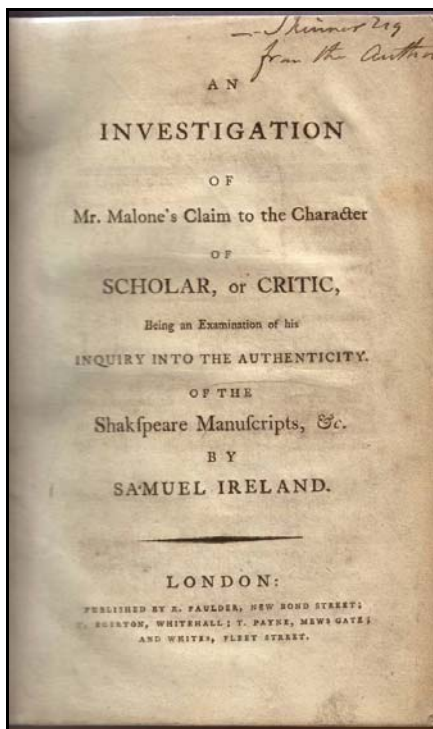 — Skinner Esq
from the Author
AN
INVESTIGATION
OF
Mr. Malone's Claim to the Character
OF
SCHOLAR, or CRITIC,
Being an Examination of his
INQUIRY INTO THE AUTHENTICITY.
OF THE
Shakſpeare Manuſcripts, &c.
BY
SAMUEL IRELAND.
LONDON:
PUBLISHED BY R. FAULDER, NEW BOND STREET;
T. EGERTON, WHITEHALL; T. PAYNE, MEWS GATE;
AND WHITES, FLEET STREET.